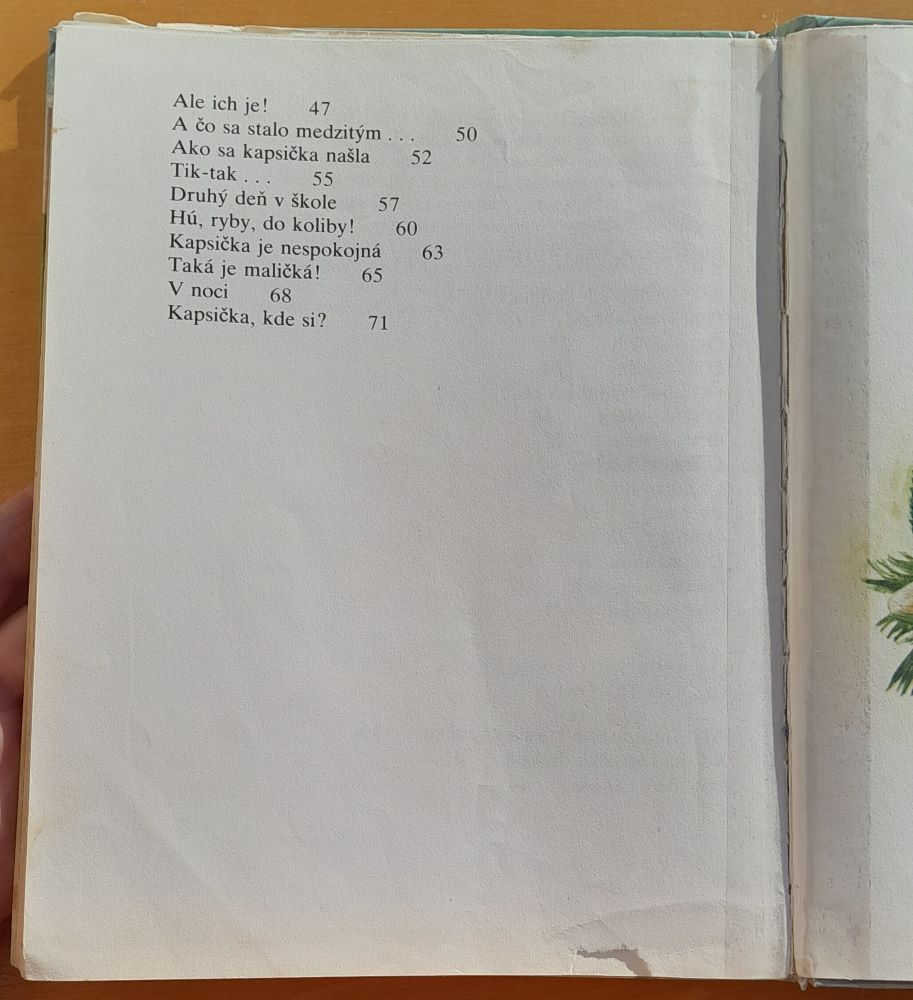 Ale ich je! 47
A čo sa stalo medzitým . . . 50
Ako sa kapsička našla 52
Tik-tak . . . 55
Druhý deň v škole 57
Hú, ryby, do koliby! 60
Kapsička je nespokojná 63
Taká je maličká! 65
V noci 68
Kapsička, kde si? 71